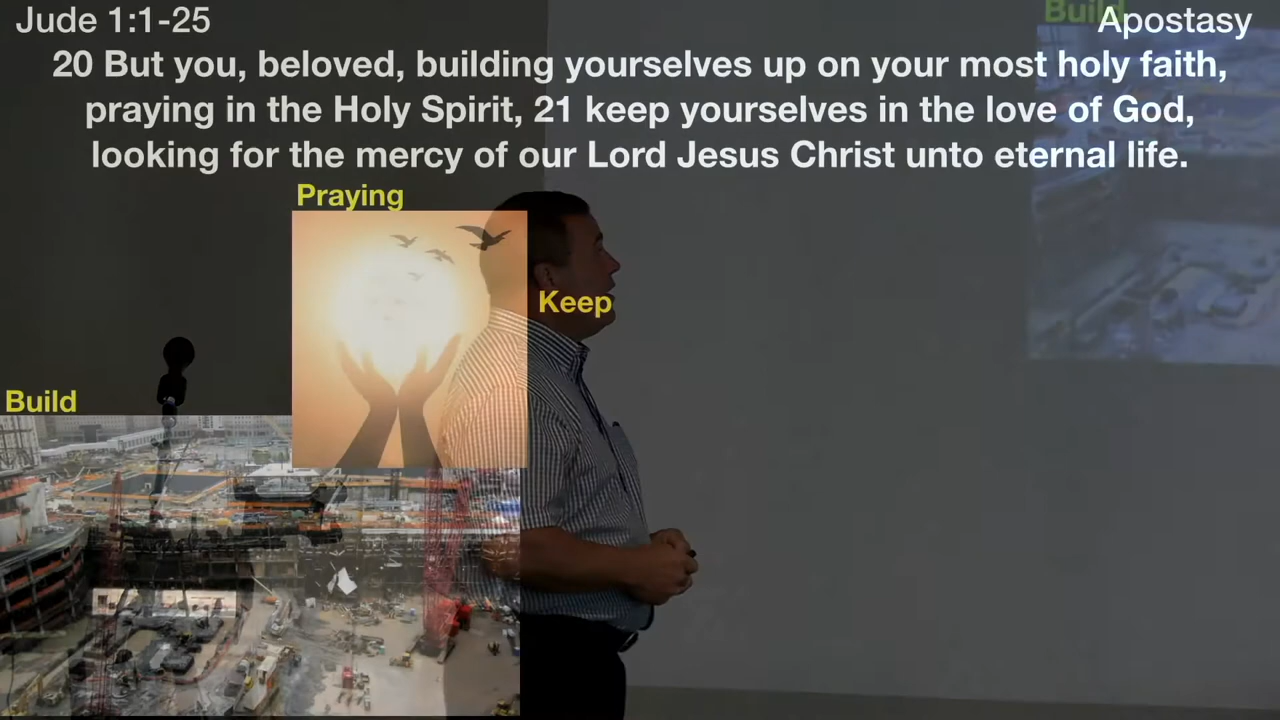 Jude 1:1-25
Build
Apostasy
20 But you, beloved, building yourselves up on your most holy faith,
praying in the Holy Spirit, 21 keep yourselves in the love of God,
looking for the mercy of our Lord Jesus Christ unto eternal life.
Praying
Keep
Build